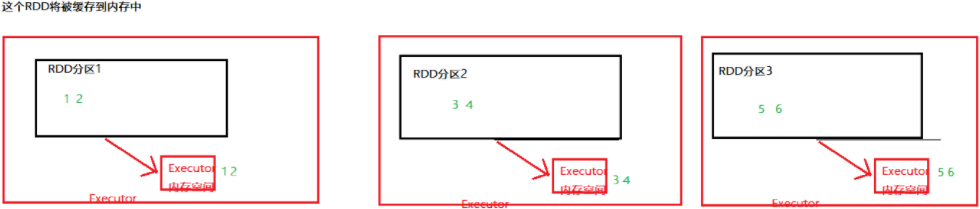 这个RDD将被缓存到内存中
RDD分区1
1 2
Executor
内存空间
1 2
Executor
RDD分区2
3 4
Executor
内存空间
3 4
Executor
RDD分区3
5 6
Executor
内存空间
5 6
Executor